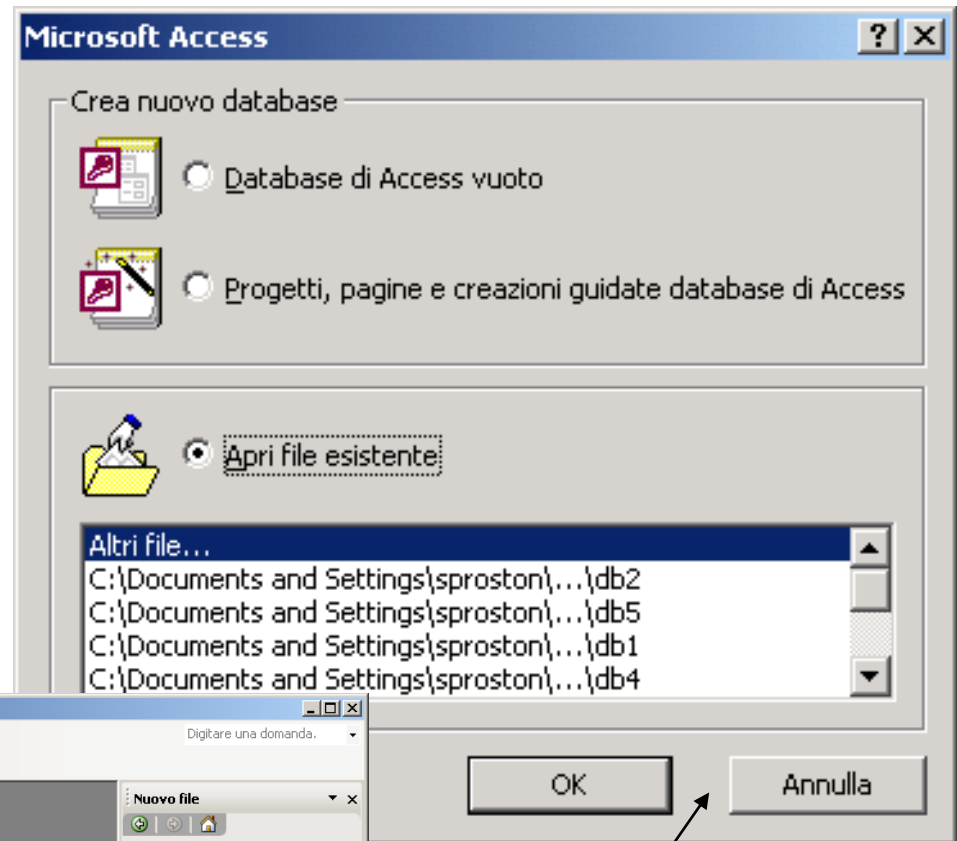 Microsoft Access
Crea nuovo database
Database di Access vuoto
Progetti, pagine e creazioni guidate database di Access
Apri file esistente
Altri file...
C:\Documents and Settings\sproston\...\db2
C:\Documents and Settings\sproston\...\db5
C:\Documents and Settings\sproston\...\db1
C:\Documents and Settings\sproston\...\db4
OK
Annulla
Digitare una domanda.
Nuovo file